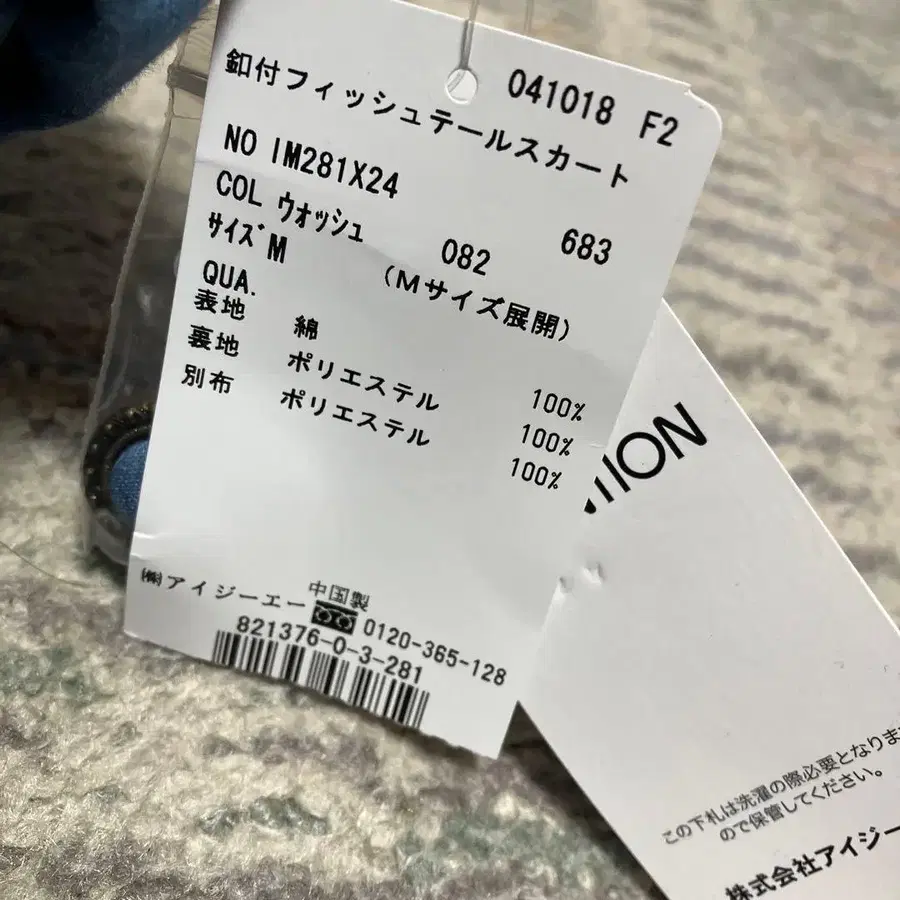 041018 F2
釦付フィッシュテールスカート
NO IM281X24
COL ウォッシュ 082 683
サイズ M (Mサイズ展開)
QUA.
表地 綿 100%
裏地 ポリエステル 100%
別布 ポリエステル 100%
中国製
㈱アイジーエー 0120-365-128
821376-0-3-281
この下札は洗濯の際必要となりま
ので保管してください。
株式会社アイジー